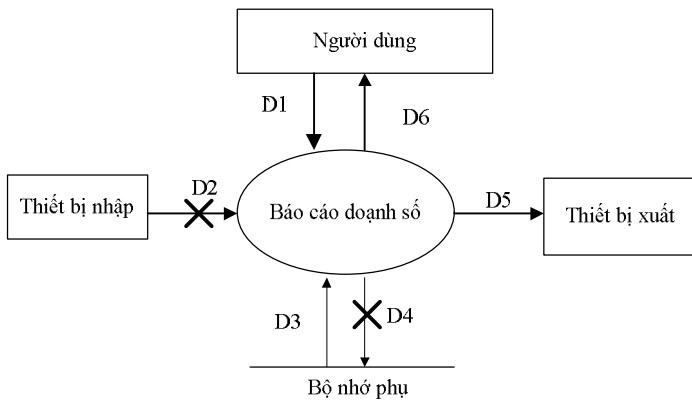 Người dùng
D1
D6
D2
Thiết bị nhập
Báo cáo doạnh số
D5
Thiết bị xuất
D3
D4
Bộ nhớ phụ